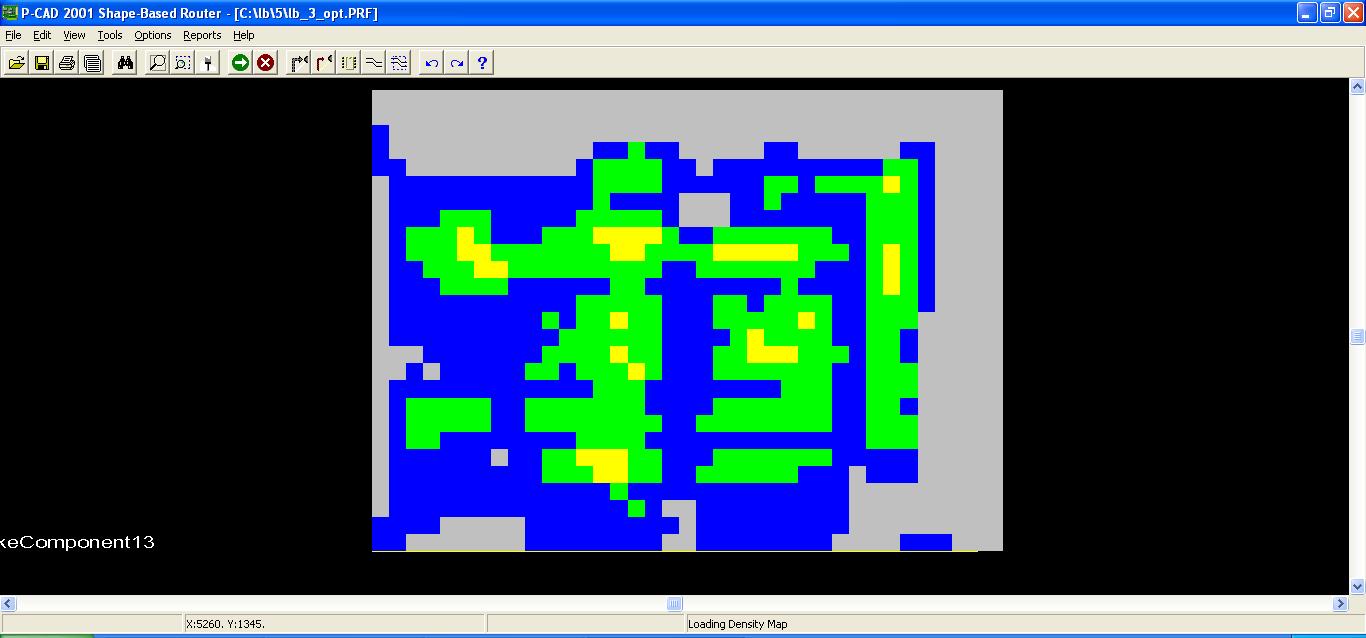 P-CAD 2001 Shape-Based Router - [C:\lb\5\lb_3_opt.PRF]
File Edit View Tools Options Reports Help
keComponent13
X:5260. Y:1345. Loading Density Map